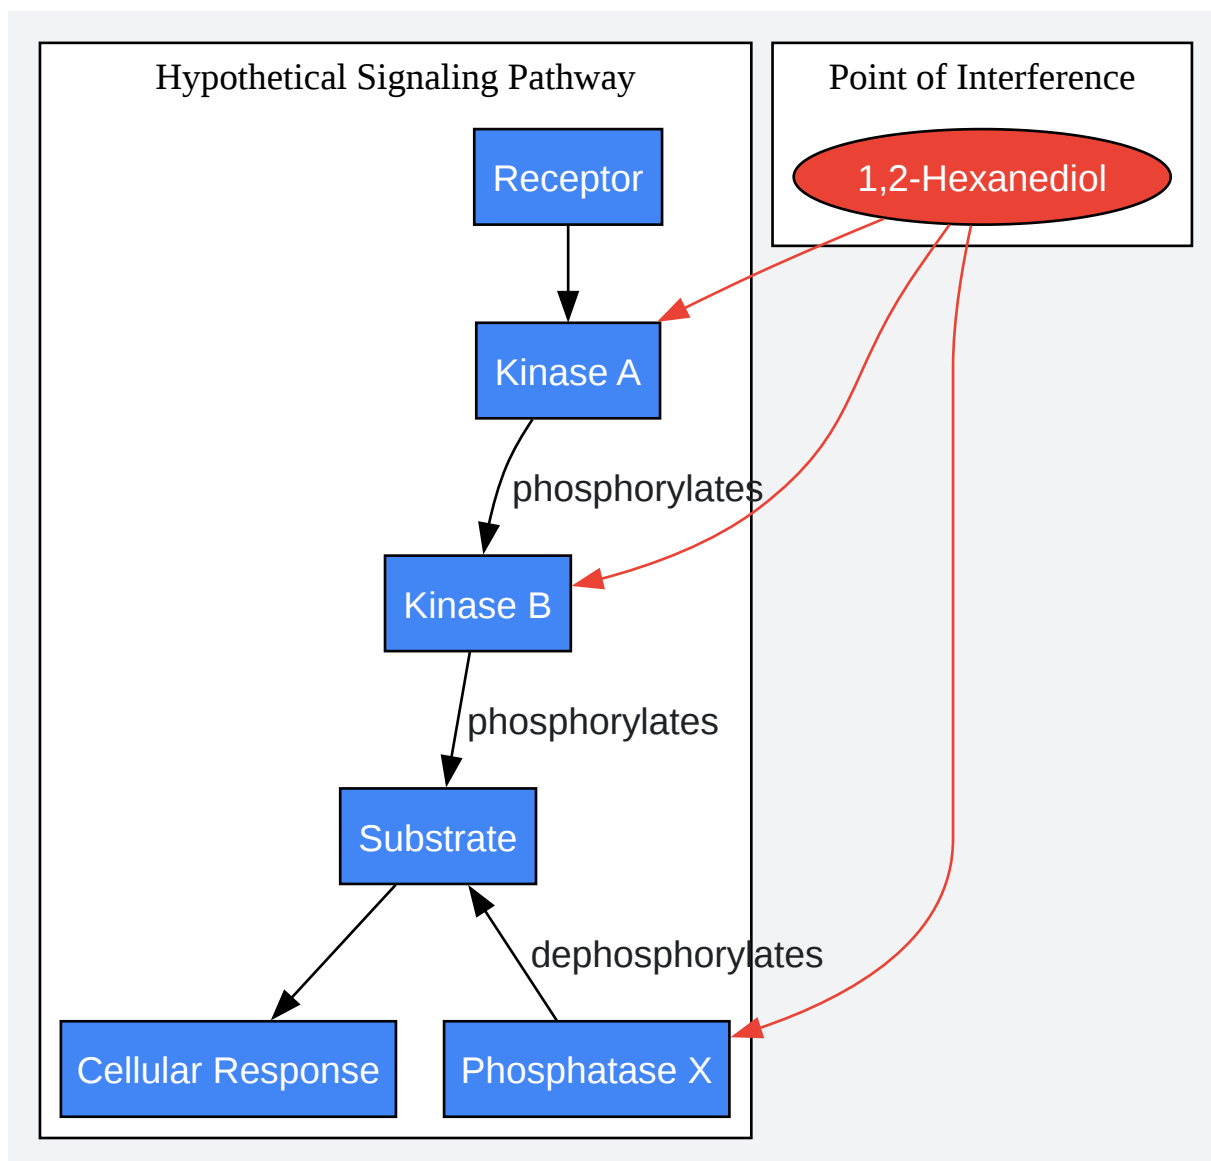 Hypothetical Signaling Pathway
Point of Interference
Receptor
1,2-Hexanediol
Kinase A
phosphorylates
Kinase B
phosphorylates
Substrate
dephosphorylates
Cellular Response
Phosphatase X